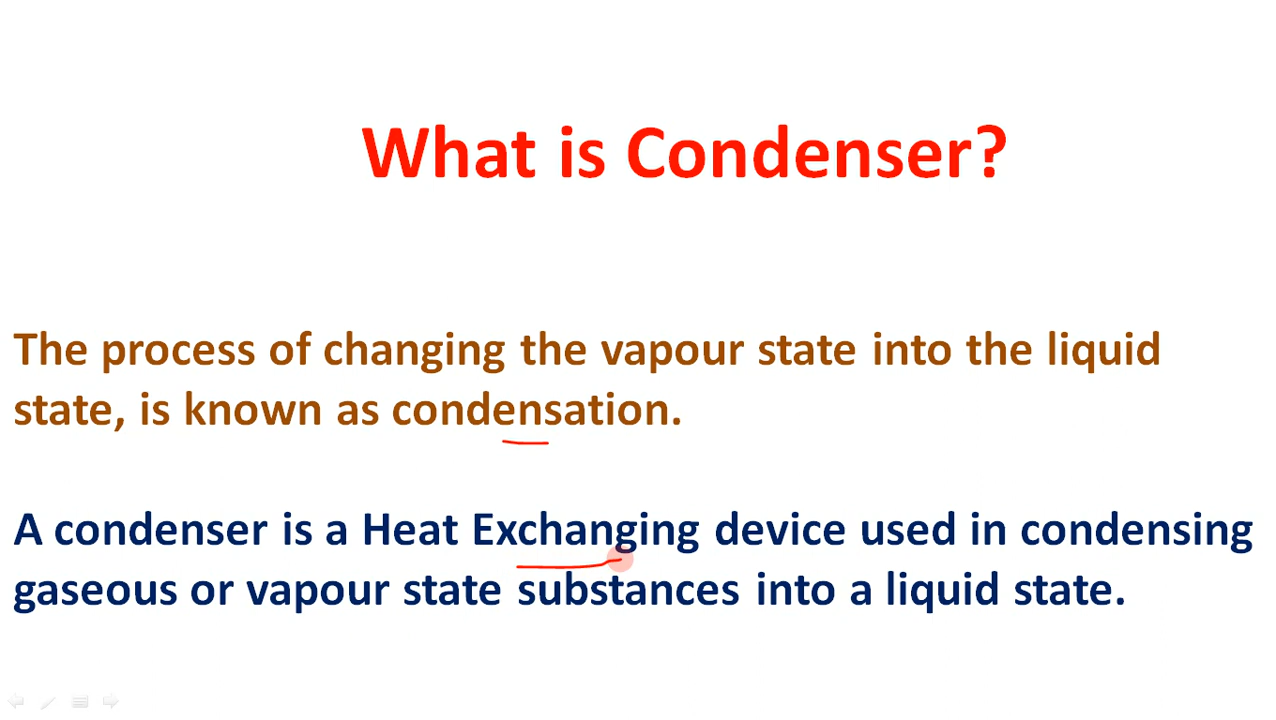 What is Condenser?
The process of changing the vapour state into the liquid
state, is known as condensation.
A condenser is a Heat Exchanging device used in condensing
gaseous or vapour state substances into a liquid state.